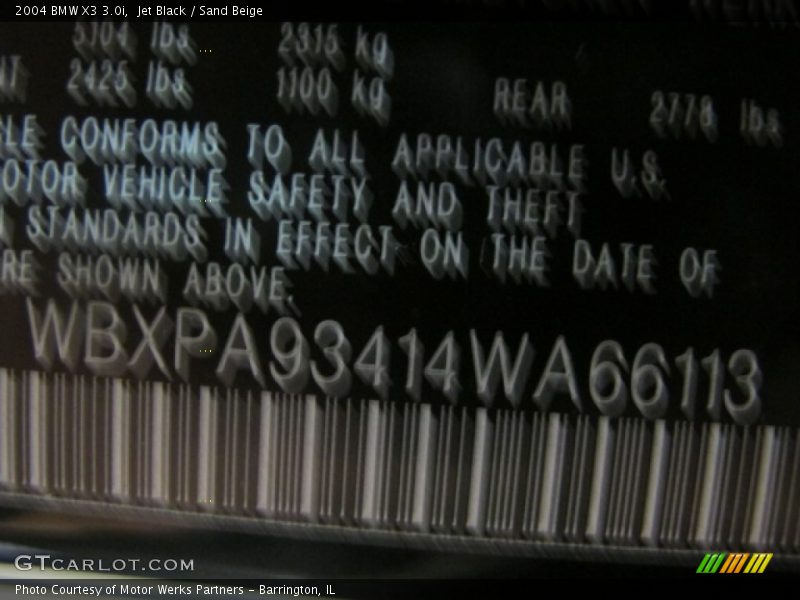 2004 BMW X3 3.0i,  Jet Black / Sand Beige
5104 lbs 2315 kg
2425 lbs 1100 kg REAR 2778 lbs
CONFORMS TO ALL APPLICABLE U.S.
OTOR VEHICLE SAFETY AND THEFT
STANDARDS IN EFFECT ON THE DATE OF
RE SHOWN ABOVE.
WBXPA93414WA66113
GTCARLOT.COM
Photo Courtesy of Motor Werks Partners - Barrington, IL